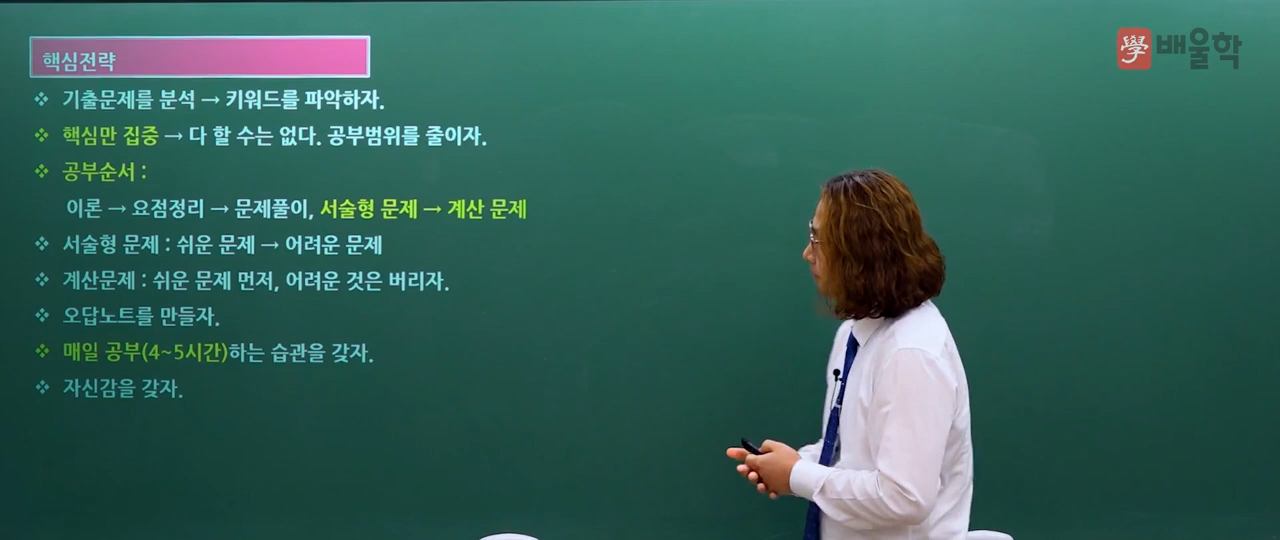 핵심전략
學 배울학
❖ 기출문제를 분석 → 키워드를 파악하자.
❖ 핵심만 집중 → 다 할 수는 없다. 공부범위를 줄이자.
❖ 공부순서 :
이론 → 요점정리 → 문제풀이, 서술형 문제 → 계산 문제
❖ 서술형 문제 : 쉬운 문제 → 어려운 문제
❖ 계산문제 : 쉬운 문제 먼저, 어려운 것은 버리자.
❖ 오답노트를 만들자.
❖ 매일 공부(4~5시간)하는 습관을 갖자.
❖ 자신감을 갖자.